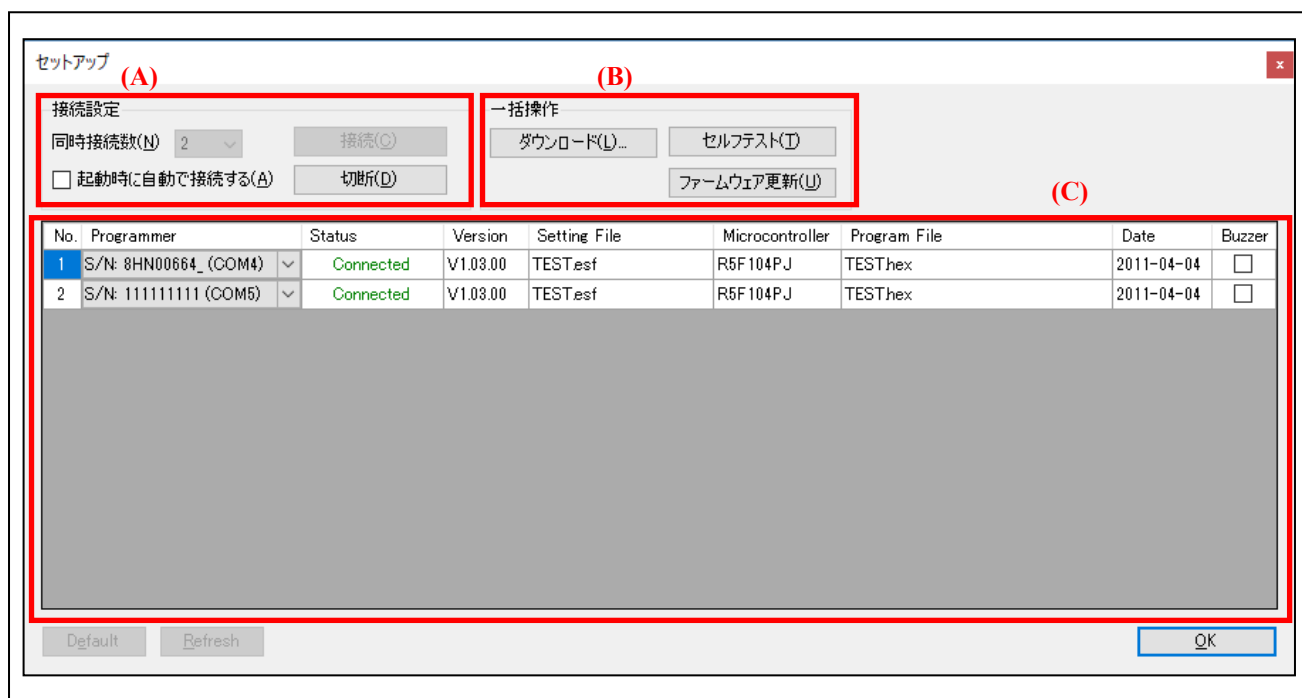 セットアップ
x
(A)
(B)
接続設定
一括操作
同時接続数(N) 2 接続(C)
ダウンロード(L)... セルフテスト(T)
起動時に自動で接続する(A) 切断(D)
ファームウェア更新(U)
(C)
No. Programmer Status Version Setting File Microcontroller Program File Date Buzzer
1 S/N: 8HN00664_ (COM4) Connected V1.03.00 TEST.esf R5F104PJ TEST.hex 2011-04-04
2 S/N: 111111111 (COM5) Connected V1.03.00 TEST.esf R5F104PJ TEST.hex 2011-04-04
Default Refresh OK